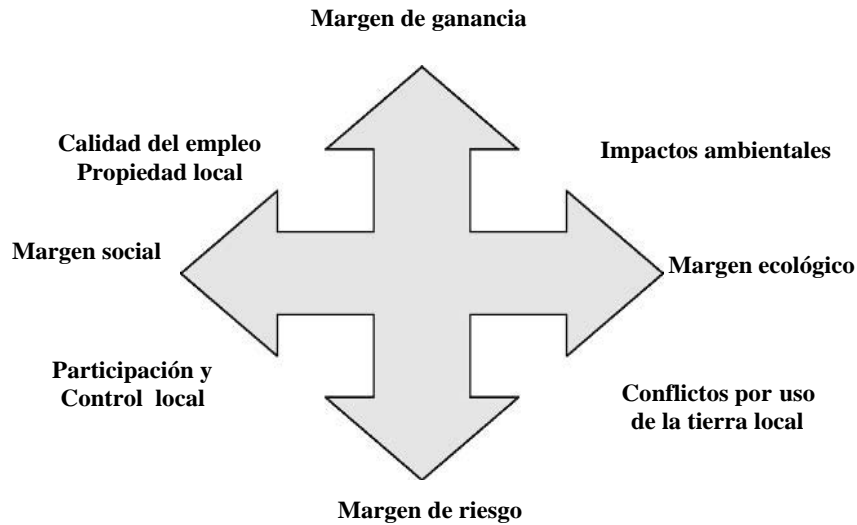 Margen de ganancia
Calidad del empleo
Propiedad local
Impactos ambientales
Margen social
Margen ecológico
Participación y
Control local
Conflictos por uso
de la tierra local
Margen de riesgo